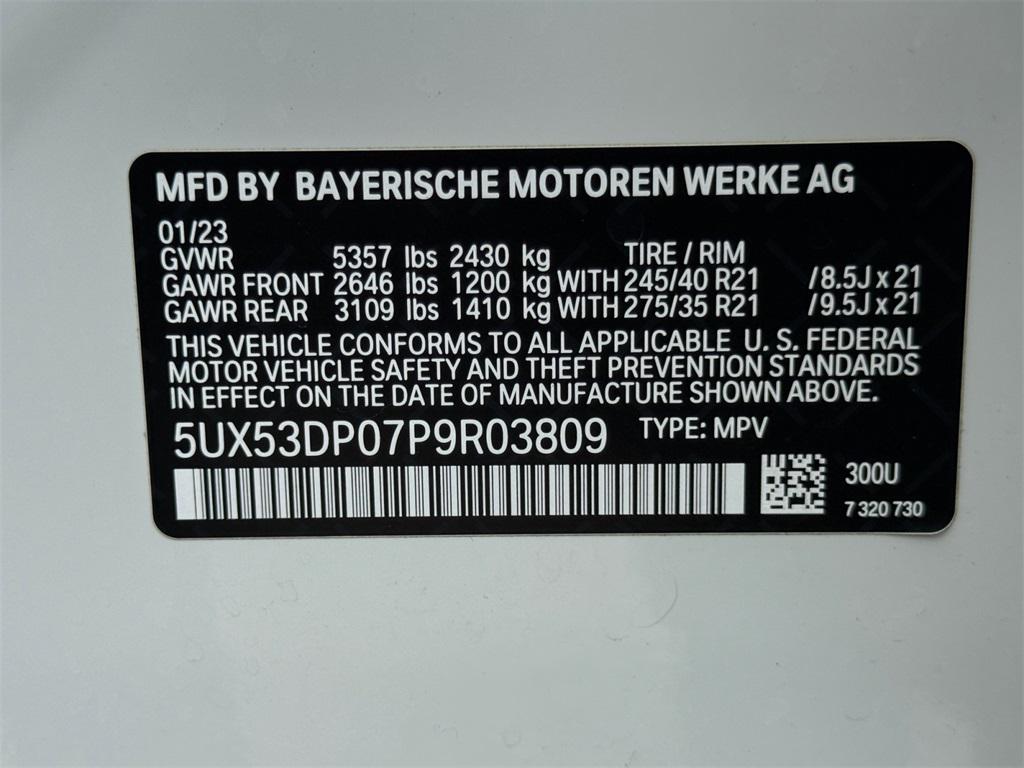 MFD BY BAYERISCHE MOTOREN WERKE AG
01/23
GVWR 5357 lbs 2430 kg TIRE / RIM
GAWR FRONT 2646 lbs 1200 kg WITH 245/40 R21 /8.5J x 21
GAWR REAR 3109 lbs 1410 kg WITH 275/35 R21 /9.5J x 21
THIS VEHICLE CONFORMS TO ALL APPLICABLE U. S. FEDERAL
MOTOR VEHICLE SAFETY AND THEFT PREVENTION STANDARDS
IN EFFECT ON THE DATE OF MANUFACTURE SHOWN ABOVE.
5UX53DP07P9R03809 TYPE: MPV
300U
7 320 730